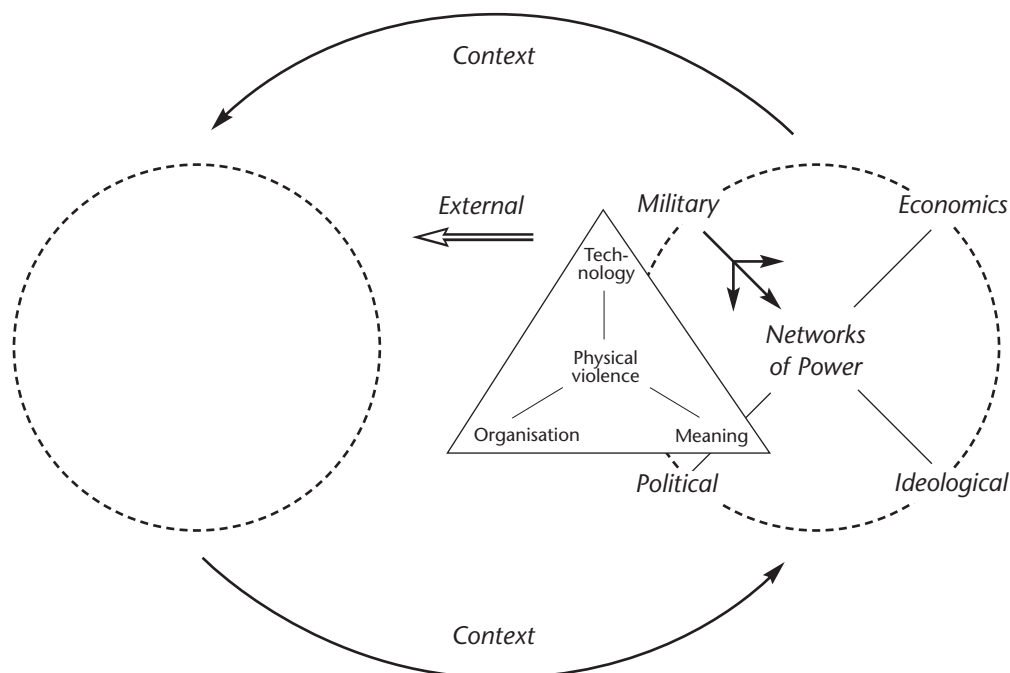 Context
External
Military
Economics
Tech-
nology
Networks
of Power
Physical
violence
Organisation
Meaning
Political
Ideological
Context